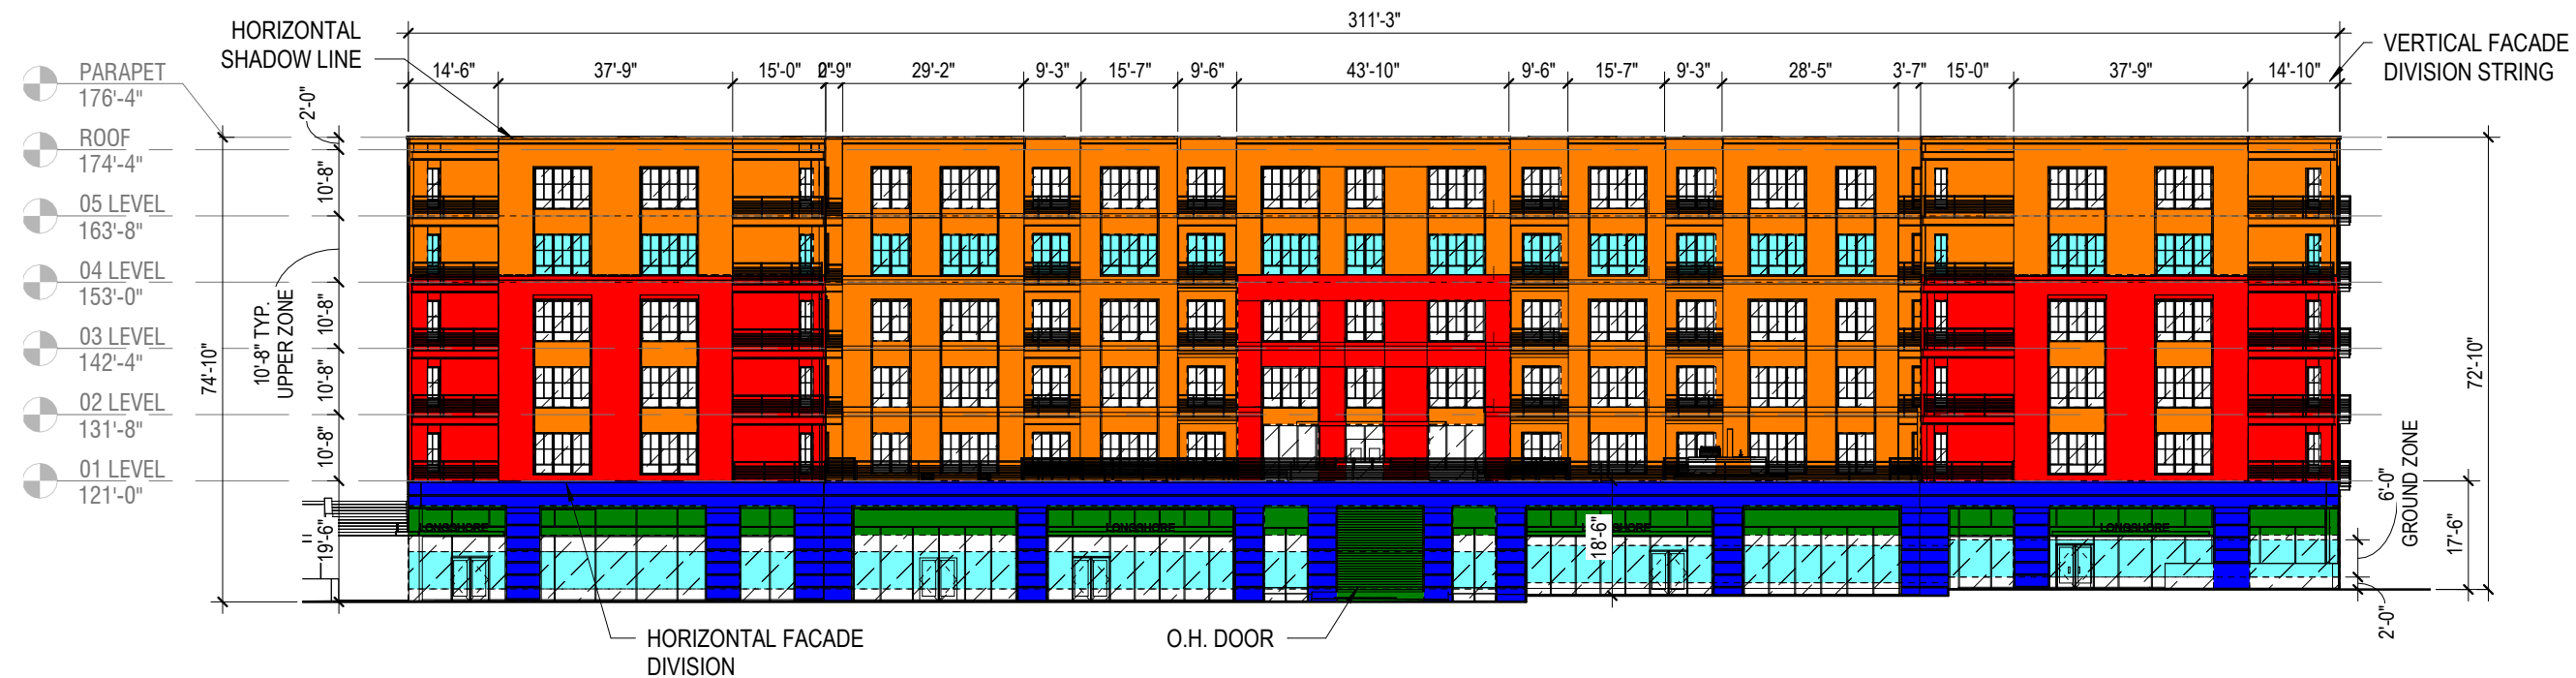 311'-3"
HORIZONTAL
SHADOW LINE
VERTICAL FACADE
DIVISION STRING
14'-6"
37'-9"
15'-0"
29'-2"
9'-3"
15'-7"
9'-6"
43'-10"
9'-6"
15'-7"
9'-3"
28'-5"
3'-7"
15'-0"
37'-9"
14'-10"
PARAPET
176'-4"
ROOF
174'-4"
05 LEVEL
163'-8"
04 LEVEL
153'-0"
03 LEVEL
142'-4"
02 LEVEL
131'-8"
01 LEVEL
121'-0"
74'-10"
2'-0"
10'-8"
10'-8" TYP.
UPPER ZONE
10'-8"
10'-8"
10'-8"
19'-6"
LONGSHORE
LONGSHORE
LONGSHORE
18'-6"
72'-10"
17'-6"
6'-0"
GROUND ZONE
2'-0"
HORIZONTAL FACADE
DIVISION
O.H. DOOR